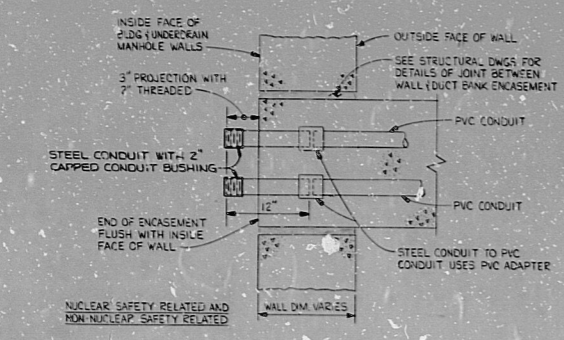 INSIDE FACE OF
BLDG & UNDERDRAIN
MANHOLE WALLS
OUTSIDE FACE OF WALL
SEE STRUCTURAL DWGS FOR
DETAILS OF JOINT BETWEEN
WALL & DUCT BANK ENCASEMENT
3" PROJECTION WITH
2" THREADED
PVC CONDUIT
STEEL CONDUIT WITH 2"
CAPPED CONDUIT BUSHING
12"
PVC CONDUIT
END OF ENCASEMENT
FLUSH WITH INSIDE
FACE OF WALL
STEEL CONDUIT TO PVC
CONDUIT USES PVC ADAPTER
NUCLEAR SAFETY RELATED AND
NON-NUCLEAR SAFETY RELATED
WALL DIM. VARIES